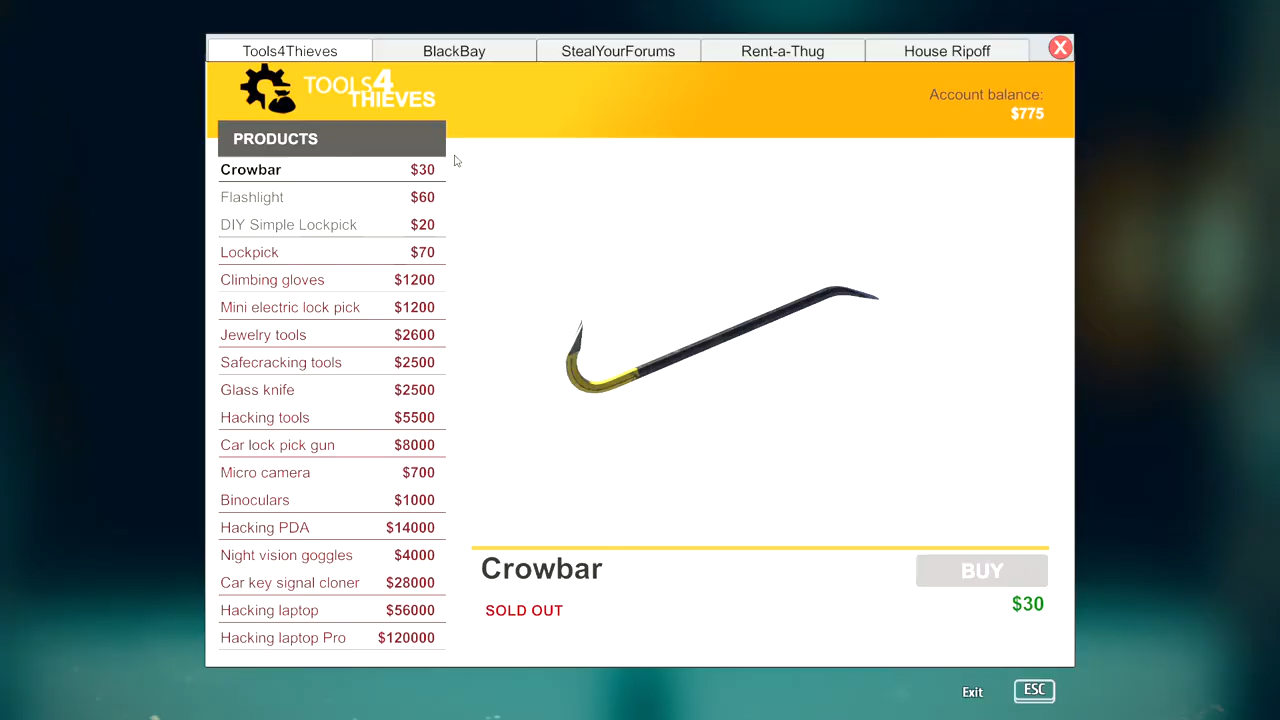 Tools4Thieves BlackBay StealYourForums Rent-a-Thug House Ripoff X
TOOLS 4
THIEVES
Account balance:
$775
PRODUCTS
Crowbar $30
Flashlight $60
DIY Simple Lockpick $20
Lockpick $70
Climbing gloves $1200
Mini electric lock pick $1200
Jewelry tools $2600
Safecracking tools $2500
Glass knife $2500
Hacking tools $5500
Car lock pick gun $8000
Micro camera $700
Binoculars $1000
Hacking PDA $14000
Night vision goggles $4000
Car key signal cloner $28000
Hacking laptop $56000
Hacking laptop Pro $120000
Crowbar BUY
SOLD OUT $30
Exit ESC